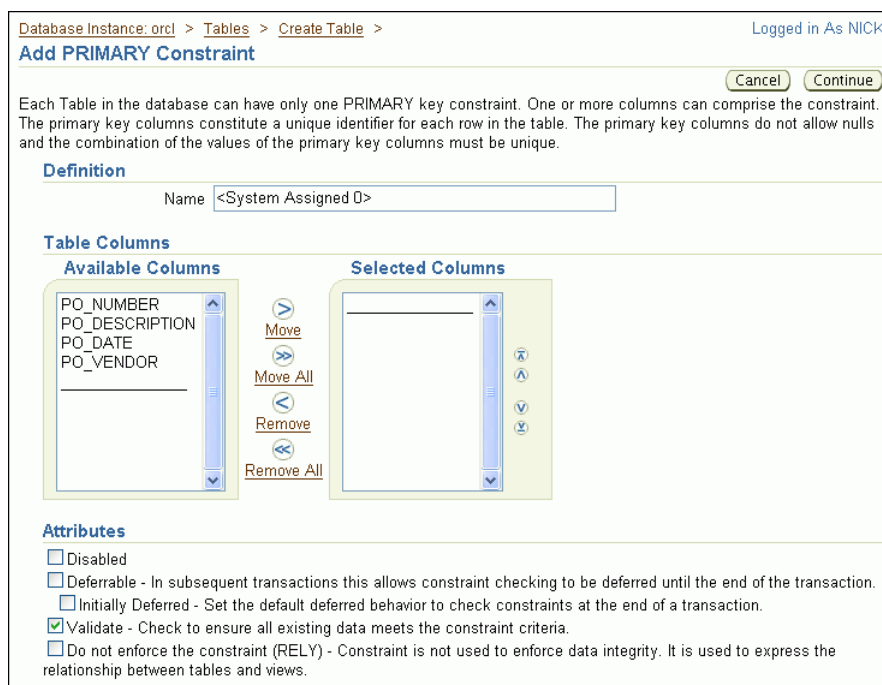 Database Instance: orcl > Tables > Create Table >
Logged in As NICK
Add PRIMARY Constraint
Cancel Continue
Each Table in the database can have only one PRIMARY key constraint. One or more columns can comprise the constraint.
The primary key columns constitute a unique identifier for each row in the table. The primary key columns do not allow nulls
and the combination of the values of the primary key columns must be unique.
Definition
Name <System Assigned 0>
Table Columns
Available Columns
PO_NUMBER
PO_DESCRIPTION
PO_DATE
PO_VENDOR
Move
Move All
Remove
Remove All
Selected Columns
Attributes
Disabled
Deferrable - In subsequent transactions this allows constraint checking to be deferred until the end of the transaction.
Initially Deferred - Set the default deferred behavior to check constraints at the end of a transaction.
Validate - Check to ensure all existing data meets the constraint criteria.
Do not enforce the constraint (RELY) - Constraint is not used to enforce data integrity. It is used to express the
relationship between tables and views.